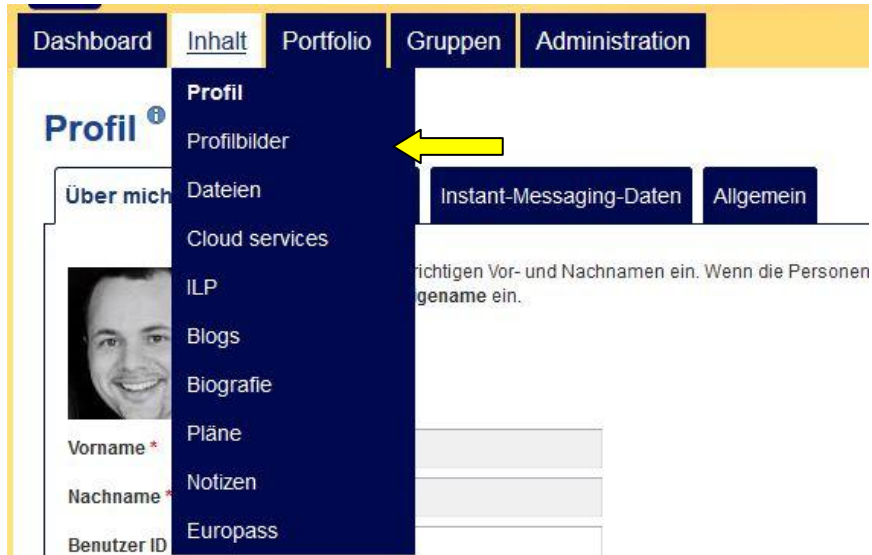 Dashboard Inhalt Portfolio Gruppen Administration
Profil
Profil
Profilbilder
Über mich Instant-Messaging-Daten Allgemein
Dateien
Cloud services
richtigen Vor- und Nachnamen ein. Wenn die Personen
ILP
gename ein.
Blogs
Biografie
Pläne
Vorname *
Notizen
Nachname *
Europass
Benutzer ID